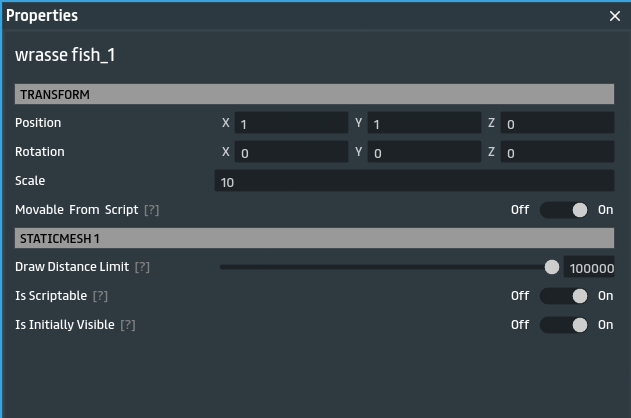 Properties
wrasse fish_1
TRANSFORM
Position X 1 Y 1 Z 0
Rotation X 0 Y 0 Z 0
Scale 10
Movable From Script [?] Off On
STATICMESH 1
Draw Distance Limit [?] 100000
Is Scriptable [?] Off On
Is Initially Visible [?] Off On